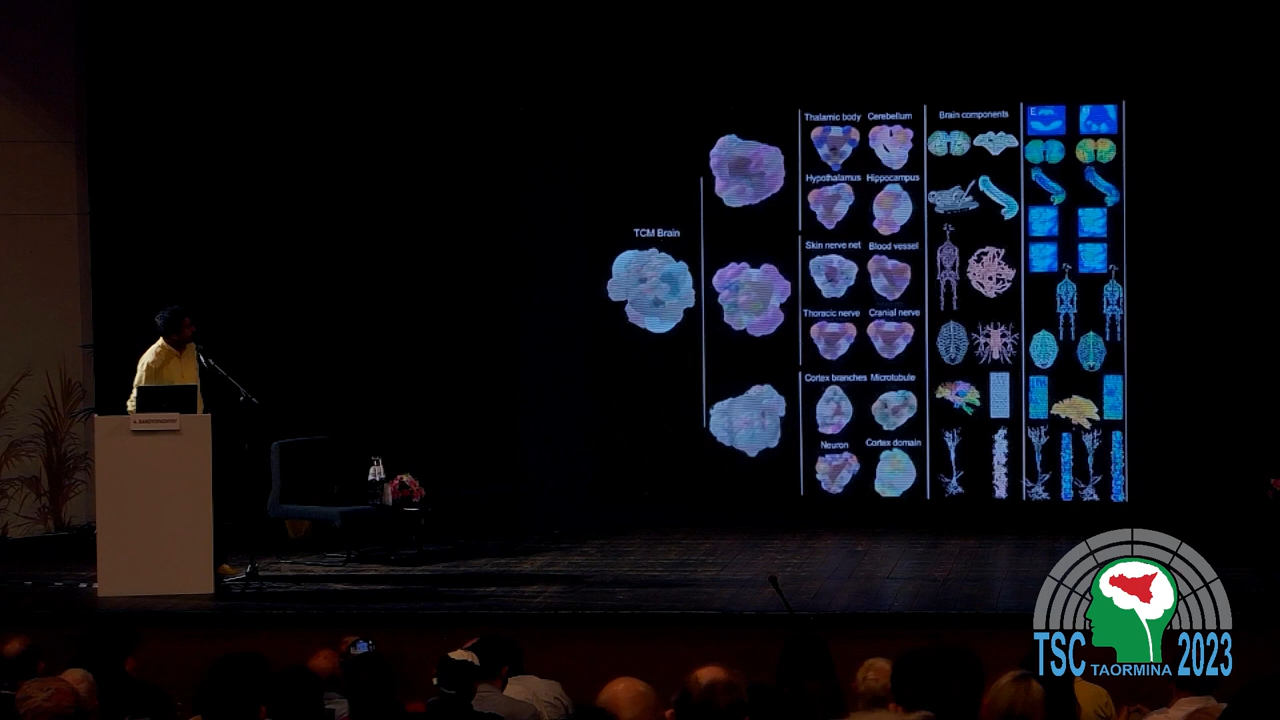 TCM Brain
Thalamic body Cerebellum
Hypothalamus Hippocampus
Skin nerve net Blood vessel
Thoracic nerve Cranial nerve
Cortex branches Microtubule
Neuron Cortex domain
Brain components
E
A. BANDYOPADHYAY
TSC TAORMINA 2023